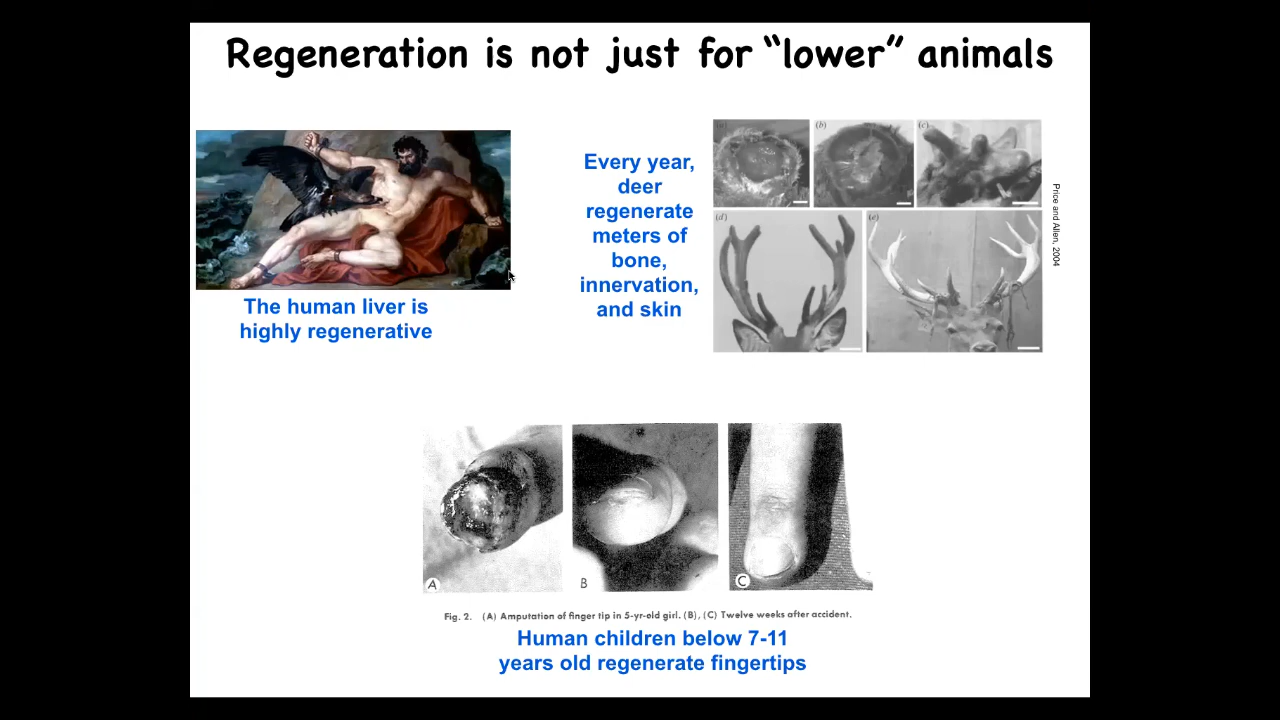 Regeneration is not just for “lower” animals
The human liver is
highly regenerative
Every year,
deer
regenerate
meters of
bone,
innervation,
and skin
(a)
(b)
(c)
(d)
(e)
Price and Allen, 2004
A
B
C
Fig. 2. (A) Amputation of finger tip in 5-yr-old girl. (B), (C) Twelve weeks after accident.
Human children below 7-11
years old regenerate fingertips